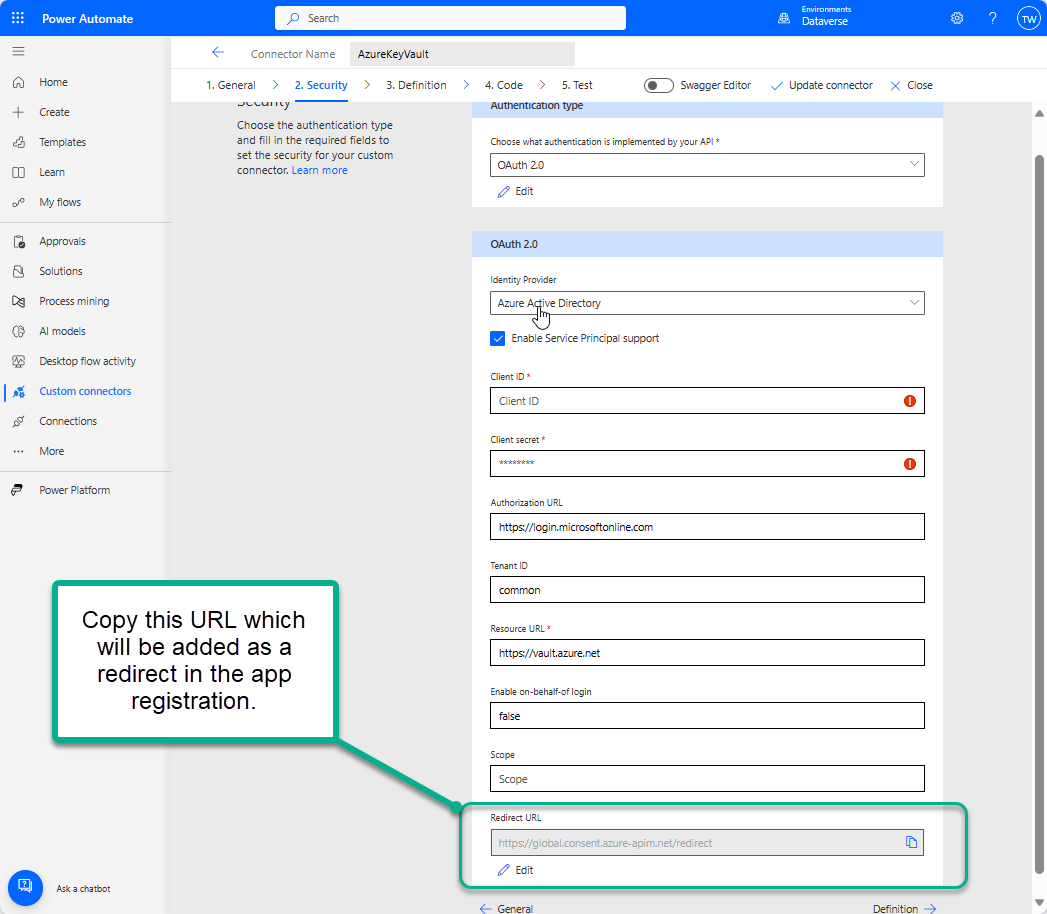 Power Automate
Search
Environments
Dataverse
TW
Home
Create
Templates
Learn
My flows
Approvals
Solutions
Process mining
AI models
Desktop flow activity
Custom connectors
Connections
More
Power Platform
Ask a chatbot
Connector Name
AzureKeyVault
1. General
2. Security
3. Definition
4. Code
5. Test
Swagger Editor
Update connector
Close
Security
Choose the authentication type
and fill in the required fields to
set the security for your custom
connector. Learn more
Authentication type
Choose what authentication is implemented by your API *
OAuth 2.0
Edit
OAuth 2.0
Identity Provider
Azure Active Directory
Enable Service Principal support
Client ID *
Client ID
Client secret *
********
Authorization URL
https://login.microsoftonline.com
Tenant ID
common
Resource URL *
https://vault.azure.net
Enable on-behalf-of login
false
Scope
Scope
Redirect URL
https://global.consent.azure-apim.net/redirect
Edit
General
Definition
Copy this URL which
will be added as a
redirect in the app
registration.